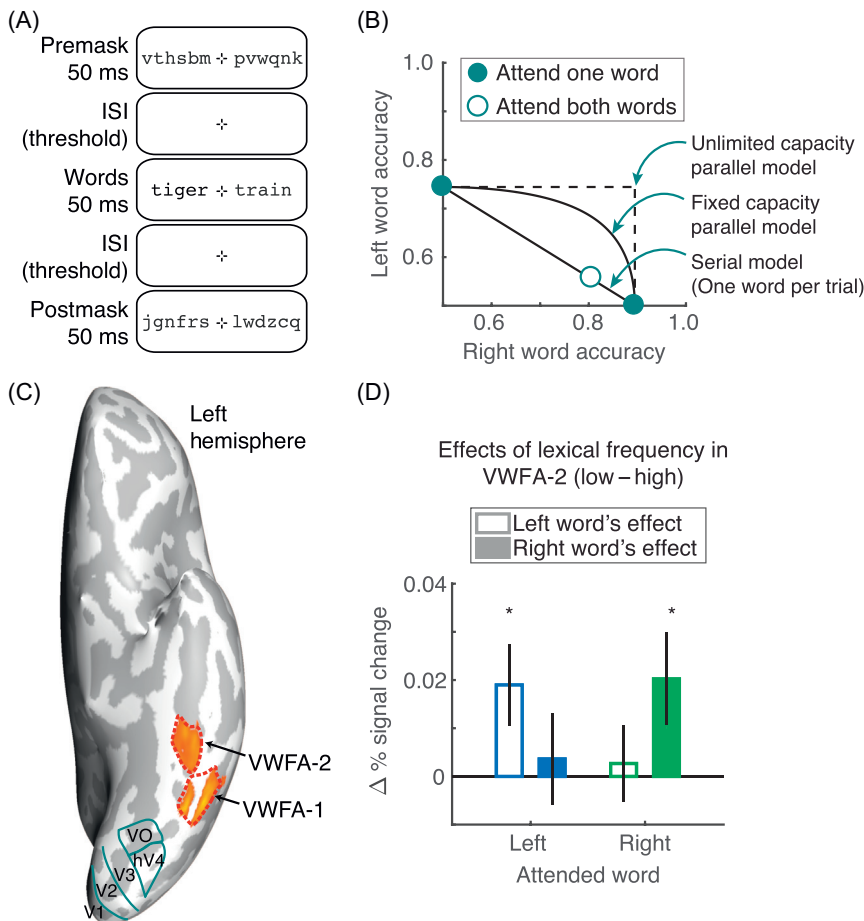 (A)
Premask
50 ms
vthsbm ⊹ pvwqnk
ISI
(threshold)
⊹
Words
50 ms
tiger ⊹ train
ISI
(threshold)
⊹
Postmask
50 ms
jgnfrs ⊹ lwdzcq
(B)
1.0
0.8
0.6
Left word accuracy
Attend one word
Attend both words
Unlimited capacity
parallel model
Fixed capacity
parallel model
Serial model
(One word per trial)
0.6
0.8
1.0
Right word accuracy
(C)
Left
hemisphere
VWFA-2
VWFA-1
VO
hV4
V3
V2
V1
(D)
Effects of lexical frequency in
VWFA-2 (low – high)
Left word's effect
Right word's effect
0.04
0.02
0
Δ % signal change
*
*
Left
Right
Attended word